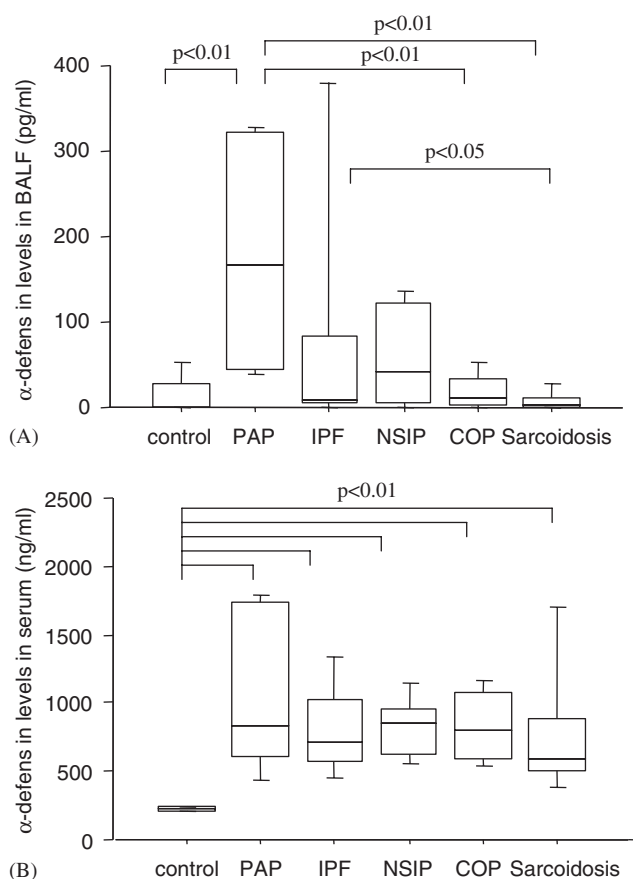 p<0.01
p<0.01
p<0.01
p<0.05
α-defens in levels in BALF (pg/ml)
400
300
200
100
0
(A)
control PAP IPF NSIP COP Sarcoidosis
p<0.01
α-defens in levels in serum (ng/ml)
2500
2000
1500
1000
500
0
(B)
control PAP IPF NSIP COP Sarcoidosis